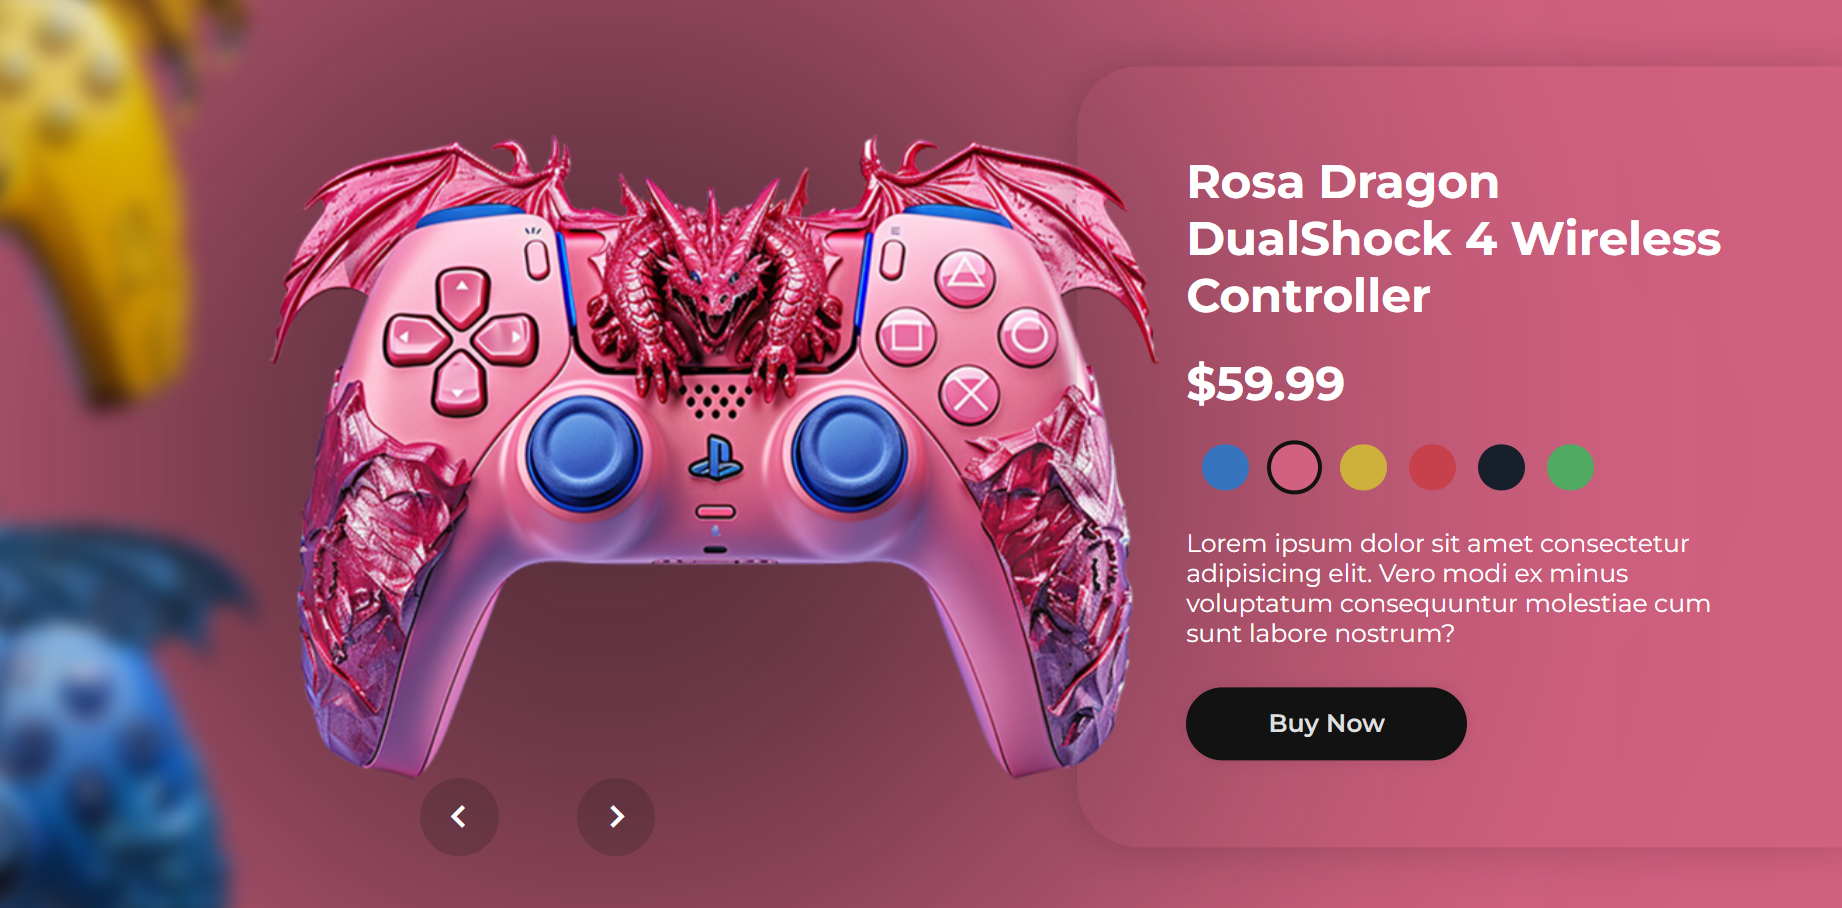 Rosa Dragon
DualShock 4 Wireless
Controller
$59.99
Lorem ipsum dolor sit amet consectetur
adipisicing elit. Vero modi ex minus
voluptatum consequuntur molestiae cum
sunt labore nostrum?
Buy Now